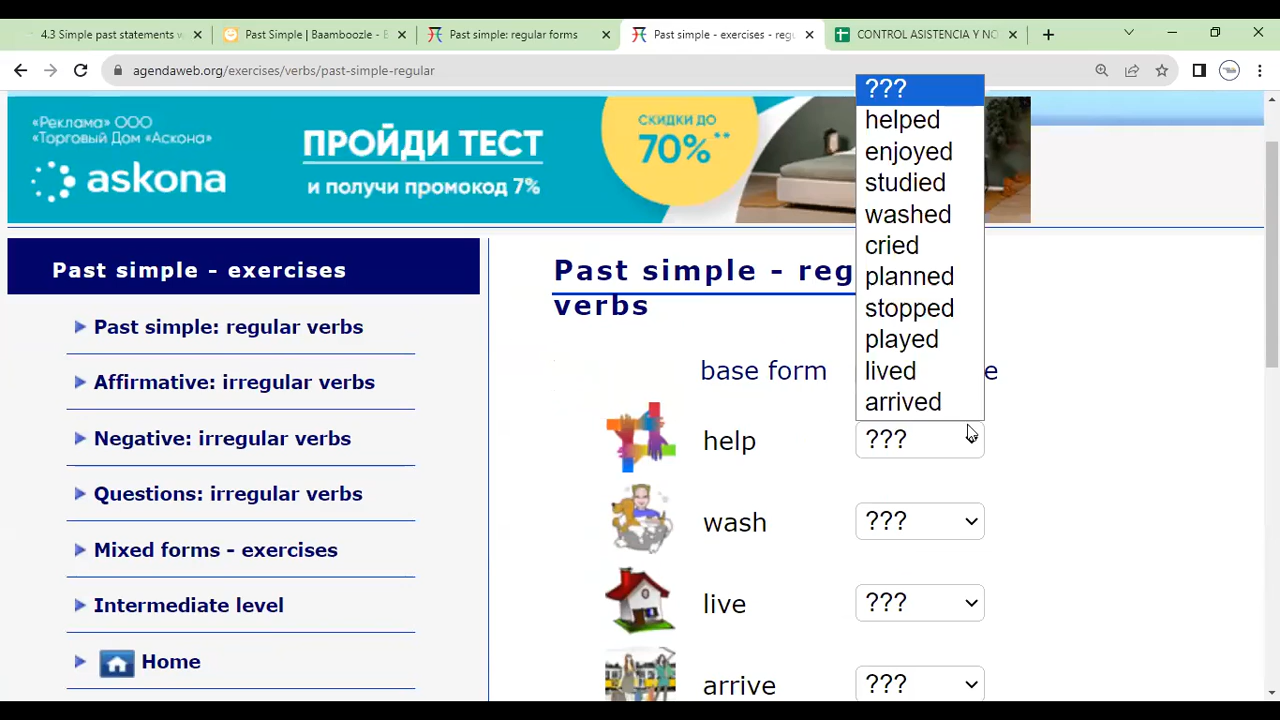 4.3 Simple past statements w
Past Simple | Baamboozle - B
Past simple: regular forms
Past simple - exercises - regu
CONTROL ASISTENCIA Y NO
agendaweb.org/exercises/verbs/past-simple-regular
«Реклама» ООО
«Торговый Дом «Аскона»
askona
ПРОЙДИ ТЕСТ
и получи промокод 7%
СКИДКИ ДО
70%**
???
helped
enjoyed
studied
washed
cried
planned
stopped
played
lived
arrived
Past simple - exercises
Past simple: regular verbs
Affirmative: irregular verbs
Negative: irregular verbs
Questions: irregular verbs
Mixed forms - exercises
Intermediate level
Home
Past simple - reg
verbs
base form e
help ???
wash ???
live ???
arrive ???